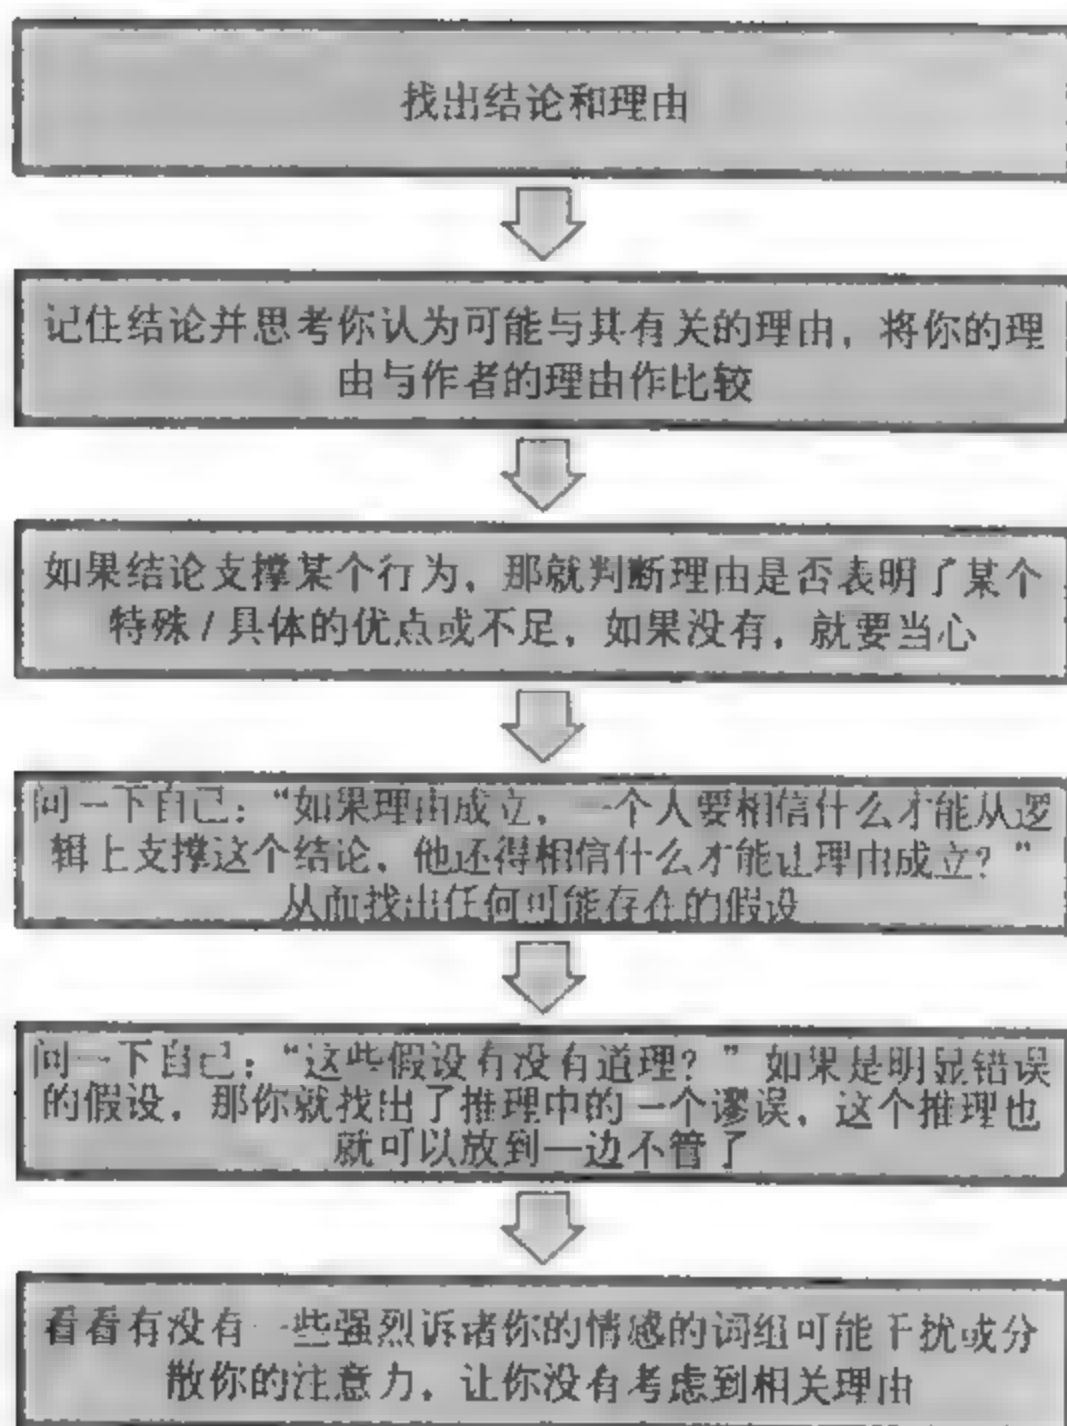 找出结论和理由
记住结论并思考你认为可能与其有关的理由，将你的理
由与作者的理由作比较
如果结论支撑某个行为，那就判断理由是否表明了某个
特殊/具体的优点或不足，如果没有，就要当心
问一下自己：“如果理由成立，一个人要相信什么才能从逻
辑上支撑这个结论，他还得相信什么才能让理由成立？”
从而找出任何可能存在的假设
问一下自己：“这些假设有没有道理？”如果是明显错误
的假设，那你就找出了推理中的一个谬误，这个推理也
就可以放到一边不管了
看看有没有一些强烈诉诸你的情感的词组可能干扰或分
散你的注意力，让你没有考虑到相关理由